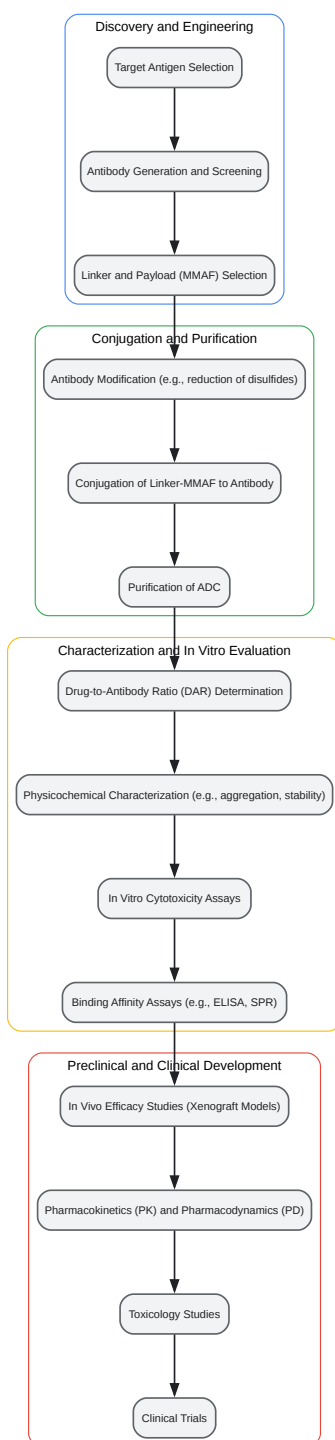 Discovery and Engineering
Target Antigen Selection
Antibody Generation and Screening
Linker and Payload (MMAF) Selection
Conjugation and Purification
Antibody Modification (e.g., reduction of disulfides)
Conjugation of Linker-MMAF to Antibody
Purification of ADC
Characterization and In Vitro Evaluation
Drug-to-Antibody Ratio (DAR) Determination
Physicochemical Characterization (e.g., aggregation, stability)
In Vitro Cytotoxicity Assays
Binding Affinity Assays (e.g., ELISA, SPR)
Preclinical and Clinical Development
In Vivo Efficacy Studies (Xenograft Models)
Pharmacokinetics (PK) and Pharmacodynamics (PD)
Toxicology Studies
Clinical Trials